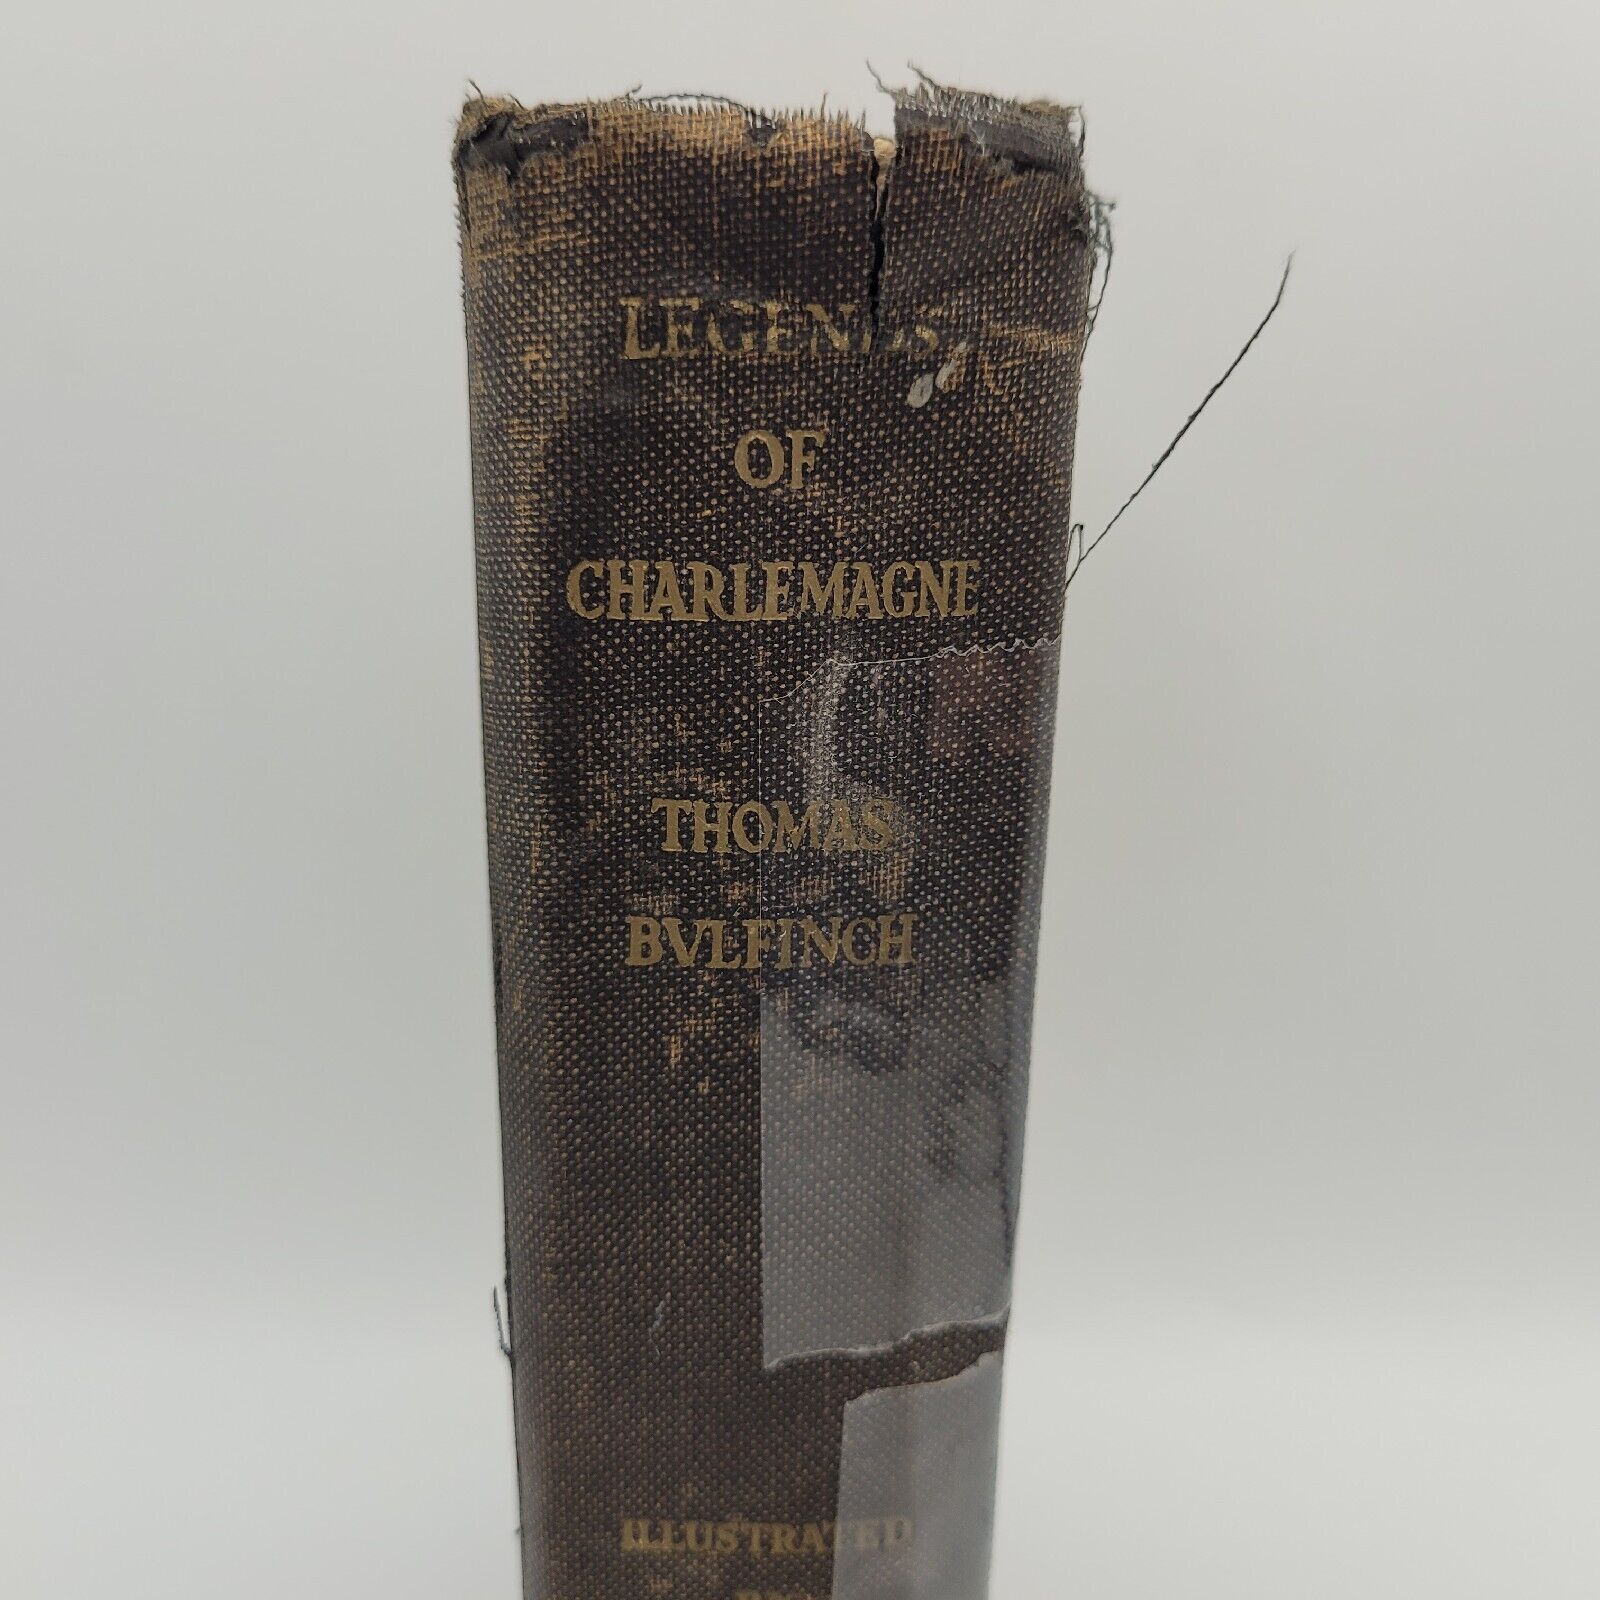 LEGENDS
OF
CHARLEMAGNE
THOMAS
BVLFINCH
ILLUSTRATED